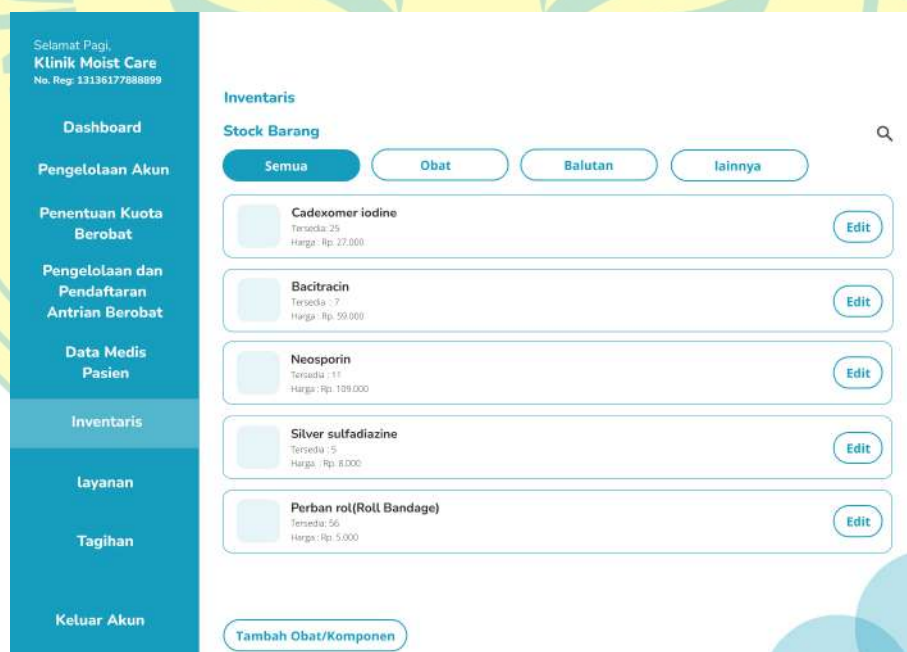 Selamat Pagi,
Klinik Moist Care
No. Reg: 13136177888899
Dashboard
Pengelolaan Akun
Penentuan Kuota
Berobat
Pengelolaan dan
Pendaftaran
Antrian Berobat
Data Medis
Pasien
Inventaris
layanan
Tagihan
Keluar Akun
Inventaris
Stock Barang
Semua
Obat
Balutan
lainnya
Cadexomer iodine
Tersedia: 25
Harga : Rp. 27.000
Edit
Bacitracin
Tersedia : 7
Harga : Rp. 59.000
Edit
Neosporin
Tersedia : 11
Harga : Rp. 109.000
Edit
Silver sulfadiazine
Tersedia : 5
Harga : Rp. 8.000
Edit
Perban rol(Roll Bandage)
Tersedia: 56
Harga : Rp. 5.000
Edit
Tambah Obat/Komponen